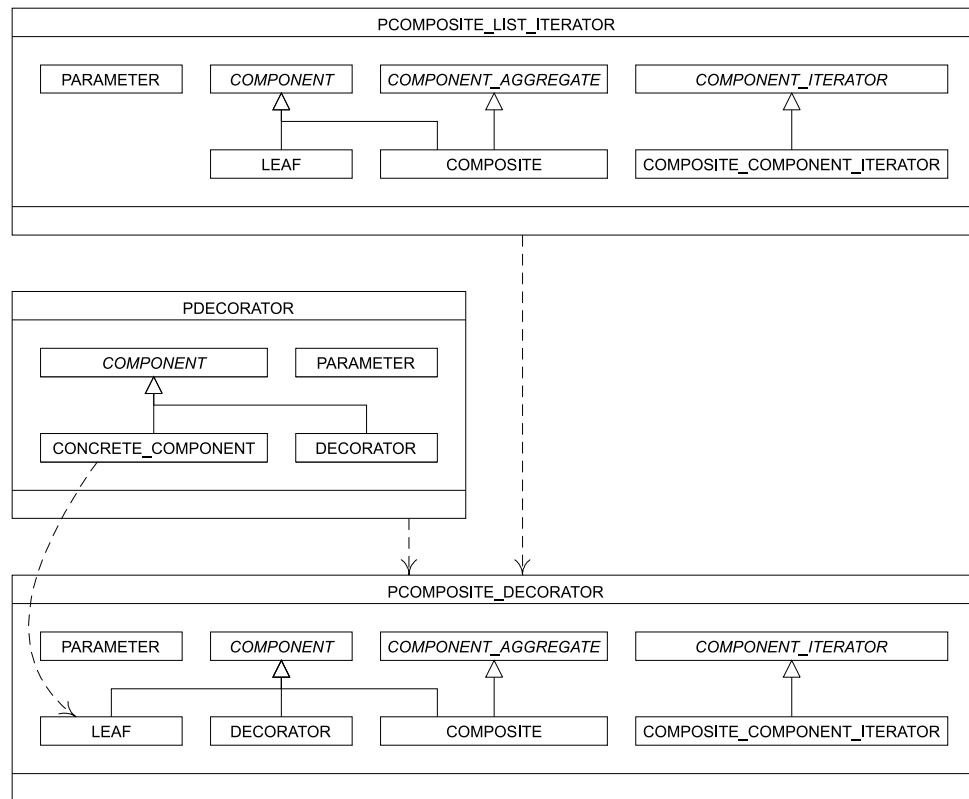 PCOMPOSITE_LIST_ITERATOR
PARAMETER COMPONENT COMPONENT_AGGREGATE COMPONENT_ITERATOR
LEAF COMPOSITE COMPOSITE_COMPONENT_ITERATOR
PDECORATOR
COMPONENT PARAMETER
CONCRETE_COMPONENT DECORATOR
PCOMPOSITE_DECORATOR
PARAMETER COMPONENT COMPONENT_AGGREGATE COMPONENT_ITERATOR
LEAF DECORATOR COMPOSITE COMPOSITE_COMPONENT_ITERATOR